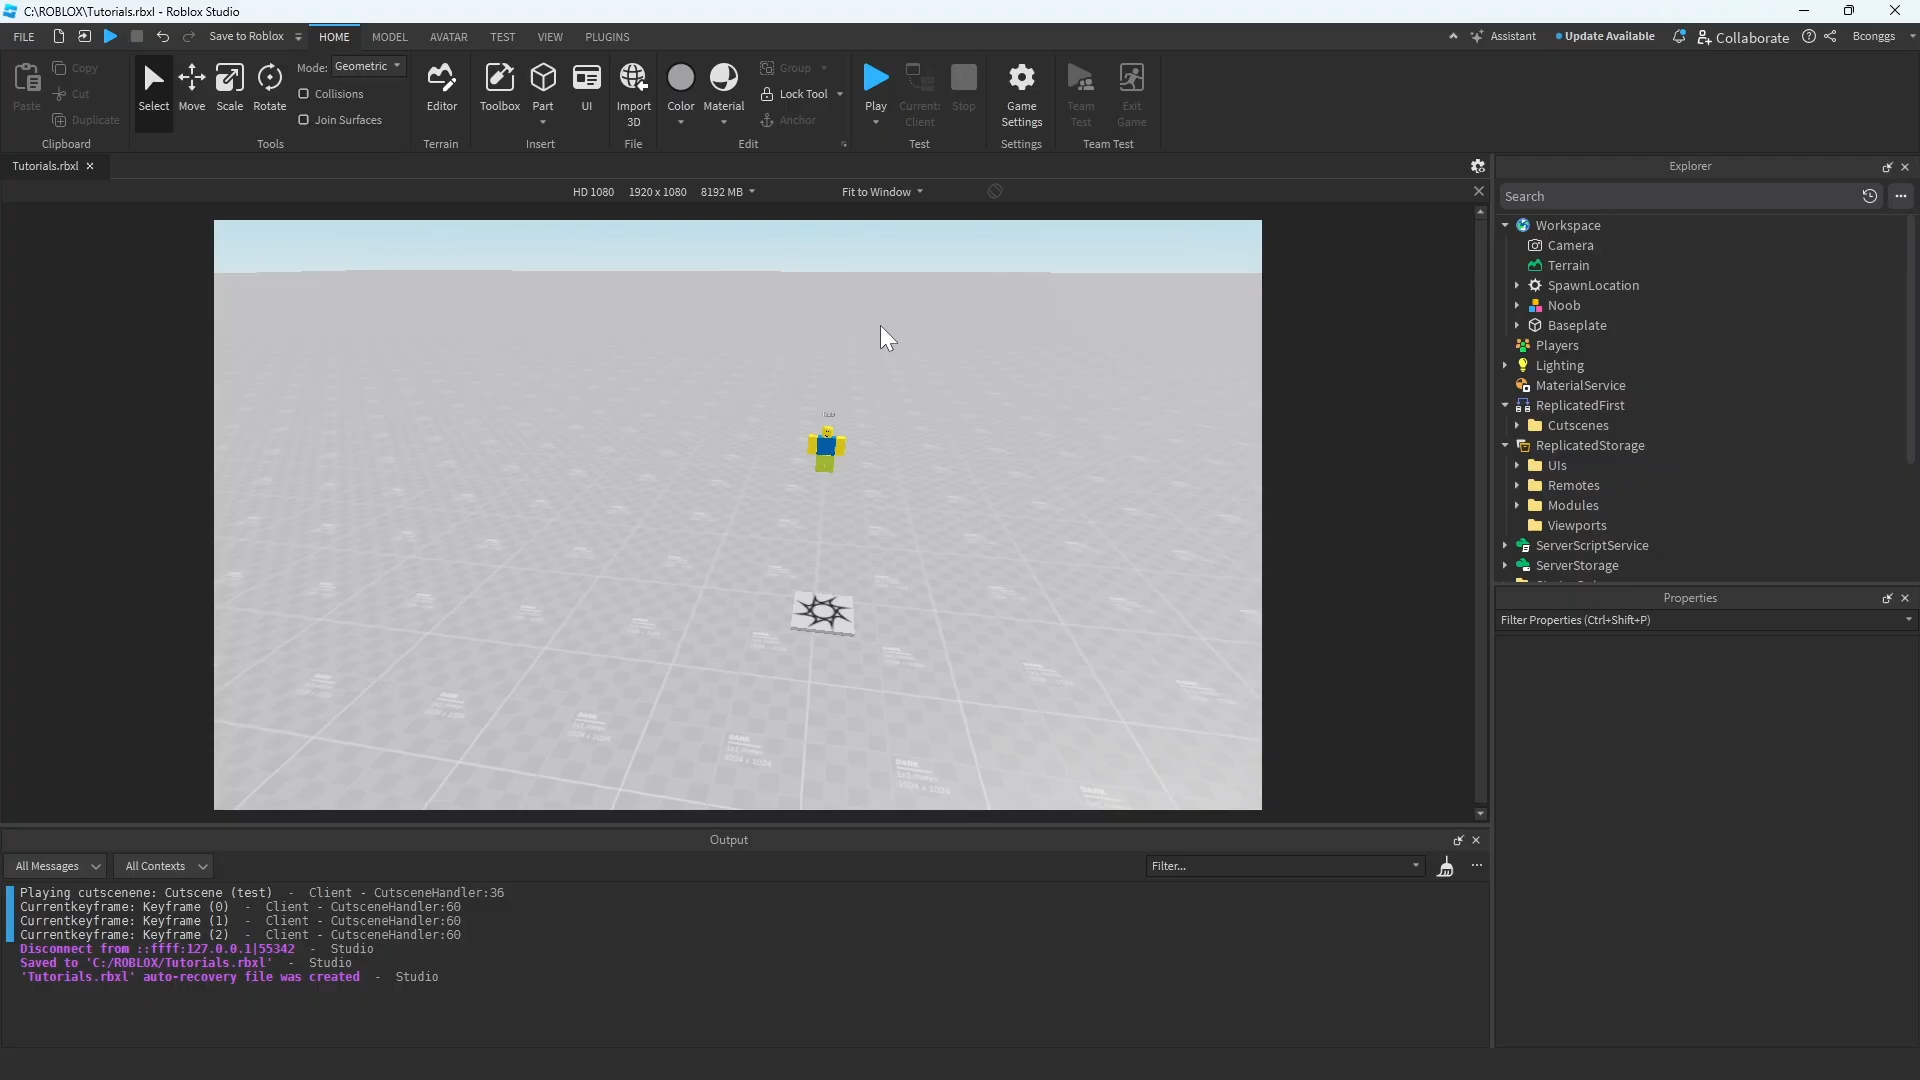 C:\ROBLOX\Tutorials.rbxl - Roblox Studio
FILE Save to Roblox HOME MODEL AVATAR TEST VIEW PLUGINS Assistant Update Available Collaborate Bconggs
Paste Copy Cut Duplicate
Clipboard
Select Move Scale Rotate
Mode: Geometric
Collisions
Join Surfaces
Tools
Editor
Terrain
Toolbox Part UI
Insert
Import 3D
File
Color Material Group Lock Tool Anchor
Edit
Play Current: Client Stop
Test
Game Settings
Settings
Team Test Exit Game
Team Test
Tutorials.rbxl
HD 1080 1920 x 1080 8192 MB Fit to Window
DARK
1024 x 1024
DARK
1024 x 1024
DARK
Explorer
Search
Workspace
Camera
Terrain
SpawnLocation
Noob
Baseplate
Players
Lighting
MaterialService
ReplicatedFirst
Cutscenes
ReplicatedStorage
UIs
Remotes
Modules
Viewports
ServerScriptService
ServerStorage
Properties
Filter Properties (Ctrl+Shift+P)
Output
All Messages All Contexts Filter...
Playing cutscenene: Cutscene (test) - Client - CutsceneHandler:36
Currentkeyframe: Keyframe (0) - Client - CutsceneHandler:60
Currentkeyframe: Keyframe (1) - Client - CutsceneHandler:60
Currentkeyframe: Keyframe (2) - Client - CutsceneHandler:60
Disconnect from ::ffff:127.0.0.1|55342 - Studio
Saved to 'C:/ROBLOX/Tutorials.rbxl' - Studio
'Tutorials.rbxl' auto-recovery file was created - Studio